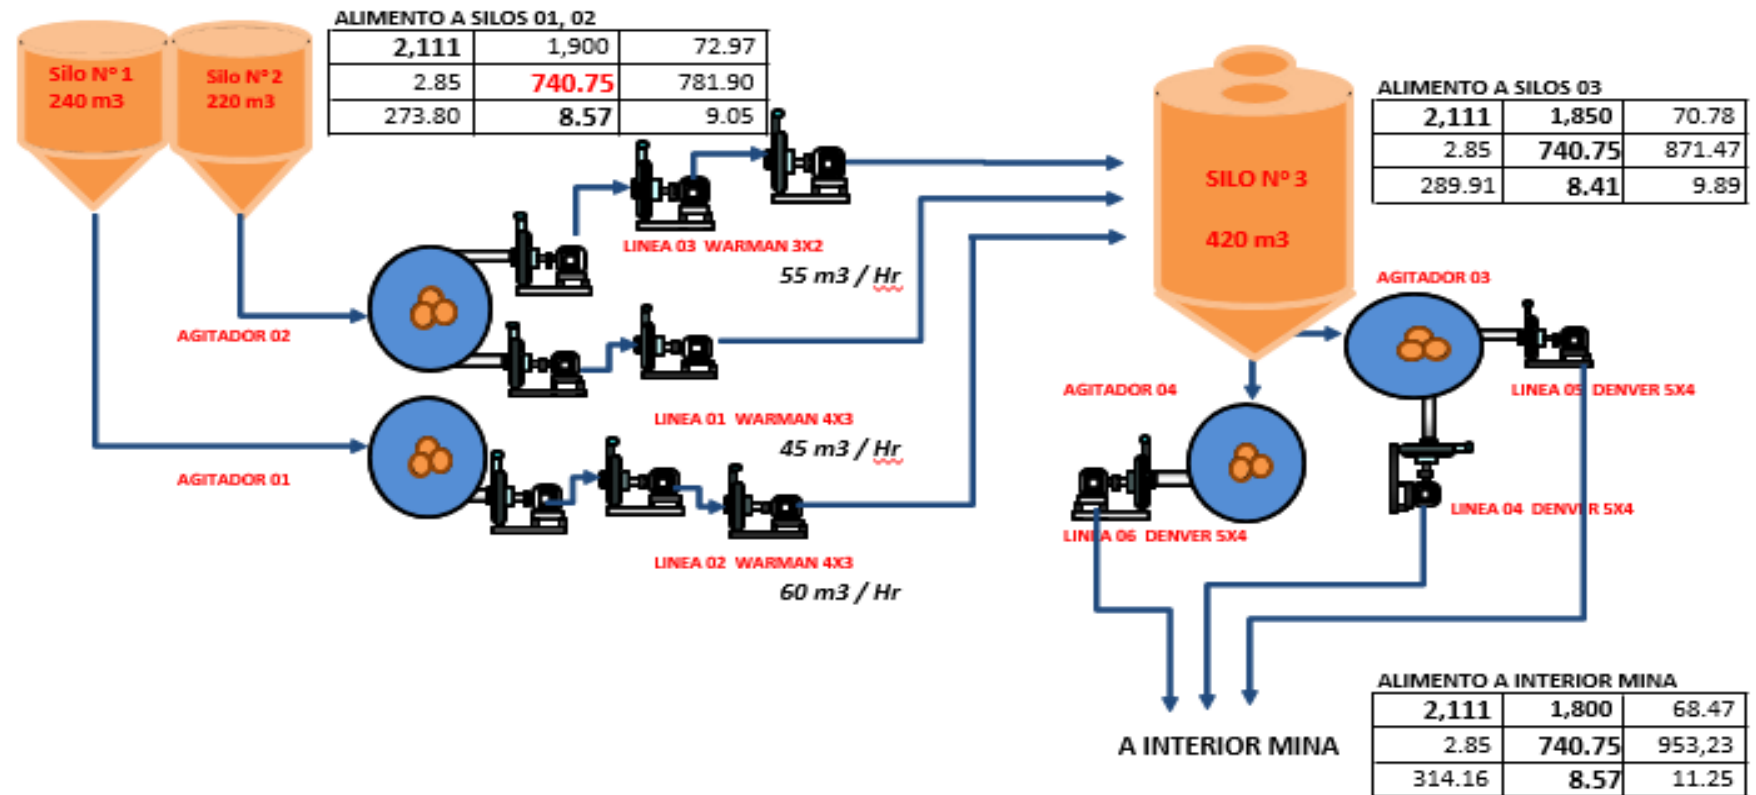 ALIMENTO A SILOS 01, 02
2,111 1,900 72.97
2.85 740.75 781.90
273.80 8.57 9.05
Silo Nº 1
240 m3
Silo Nº 2
220 m3
ALIMENTO A SILOS 03
2,111 1,850 70.78
2.85 740.75 871.47
289.91 8.41 9.89
SILO Nº 3
420 m3
LINEA 03 WARMAN 3X2
55 m3 / Hr
AGITADOR 02
LINEA 01 WARMAN 4X3
45 m3 / Hr
AGITADOR 01
LINEA 02 WARMAN 4X3
60 m3 / Hr
AGITADOR 03
LINEA 05 DENVER 5X4
AGITADOR 04
LINEA 04 DENVER 5X4
LINEA 06 DENVER 5X4
A INTERIOR MINA
ALIMENTO A INTERIOR MINA
2,111 1,800 68.47
2.85 740.75 953,23
314.16 8.57 11.25